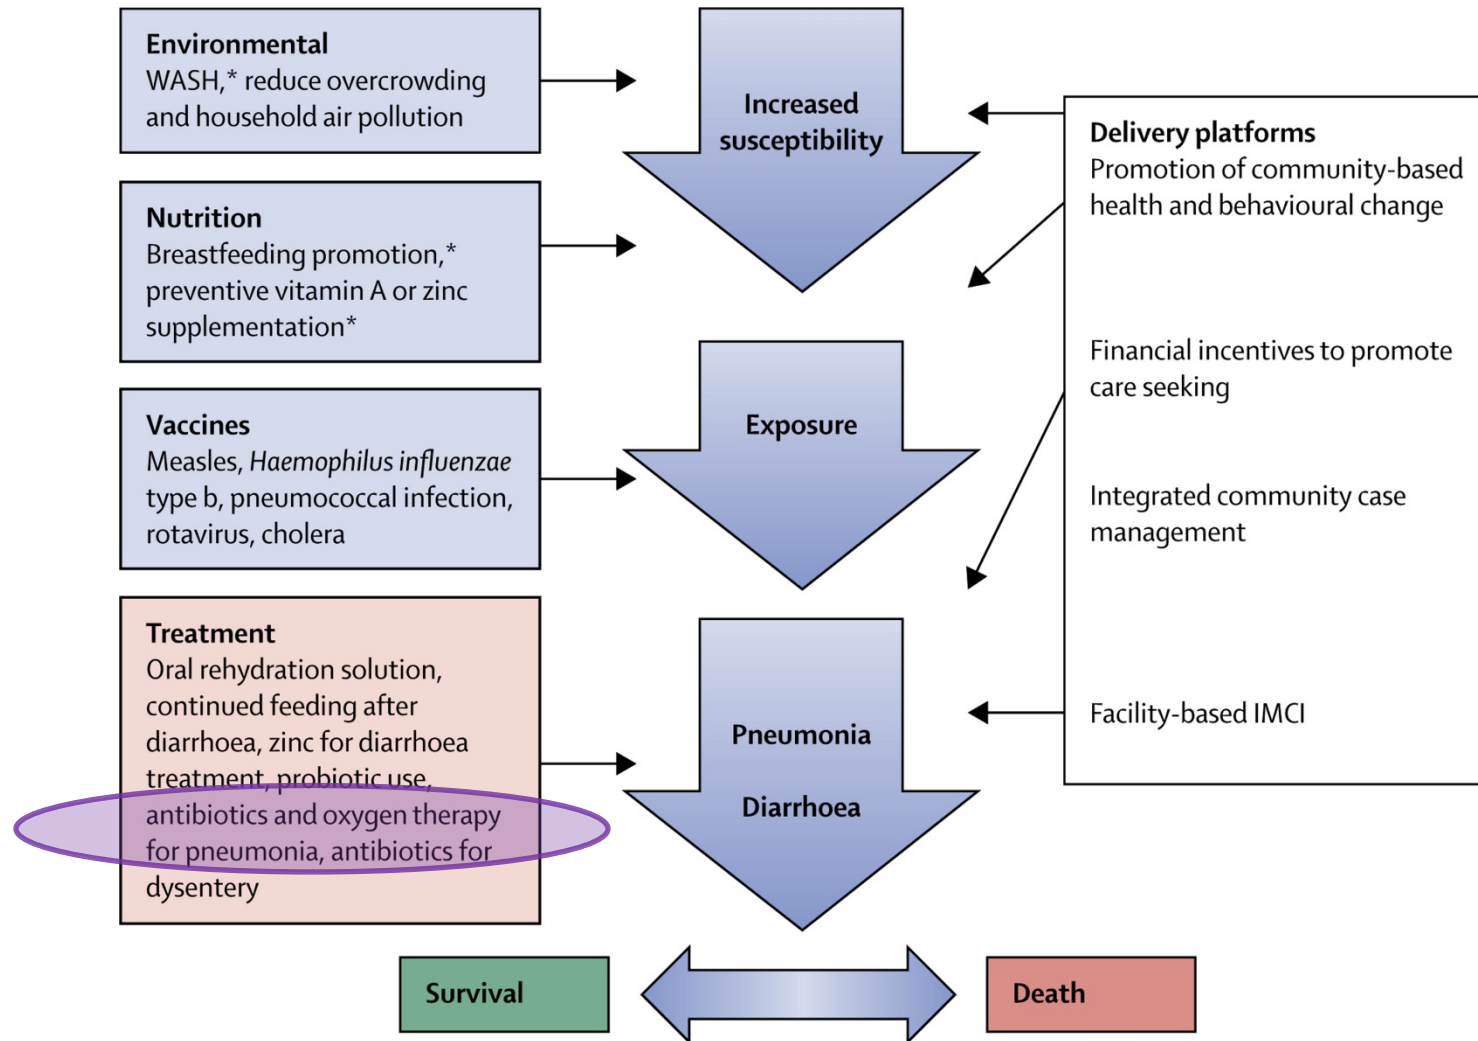 Environmental
WASH,* reduce overcrowding
and household air pollution
Nutrition
Breastfeeding promotion,*
preventive vitamin A or zinc
supplementation*
Vaccines
Measles, Haemophilus influenzae
type b, pneumococcal infection,
rotavirus, cholera
Treatment
Oral rehydration solution,
continued feeding after
diarrhoea, zinc for diarrhoea
treatment, probiotic use,
antibiotics and oxygen therapy
for pneumonia, antibiotics for
dysentery
Increased
susceptibility
Exposure
Pneumonia
Diarrhoea
Delivery platforms
Promotion of community-based
health and behavioural change
Financial incentives to promote
care seeking
Integrated community case
management
Facility-based IMCI
Survival
Death